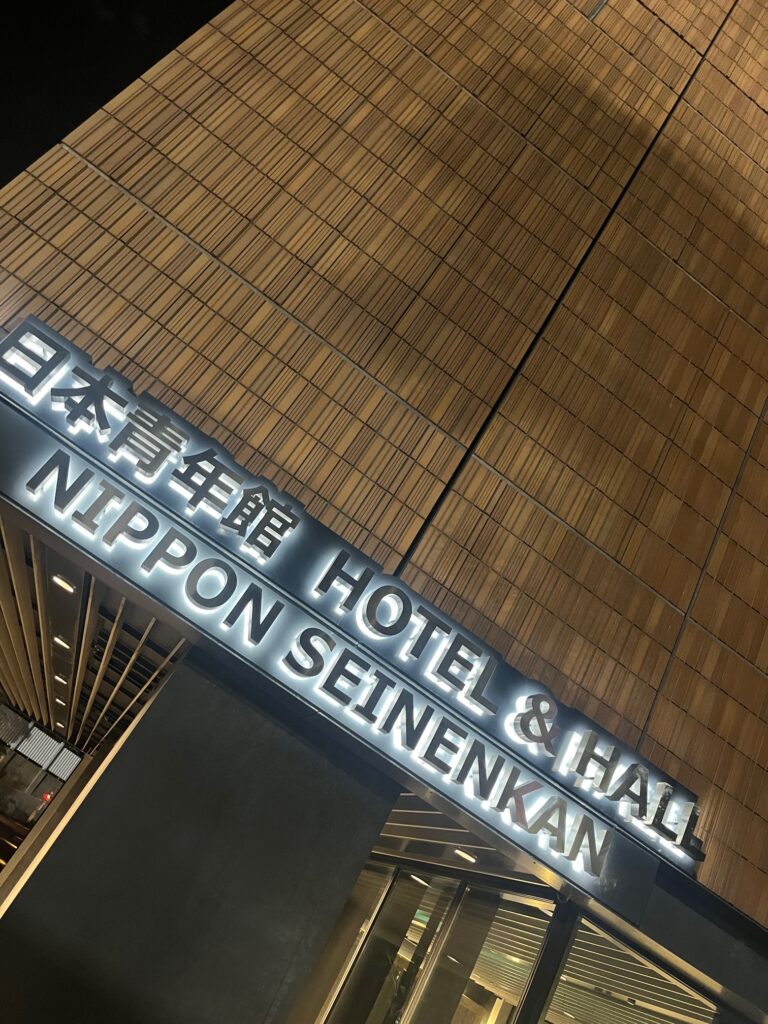 日本青年館 HOTEL & HALL
NIPPON SEINENKAN